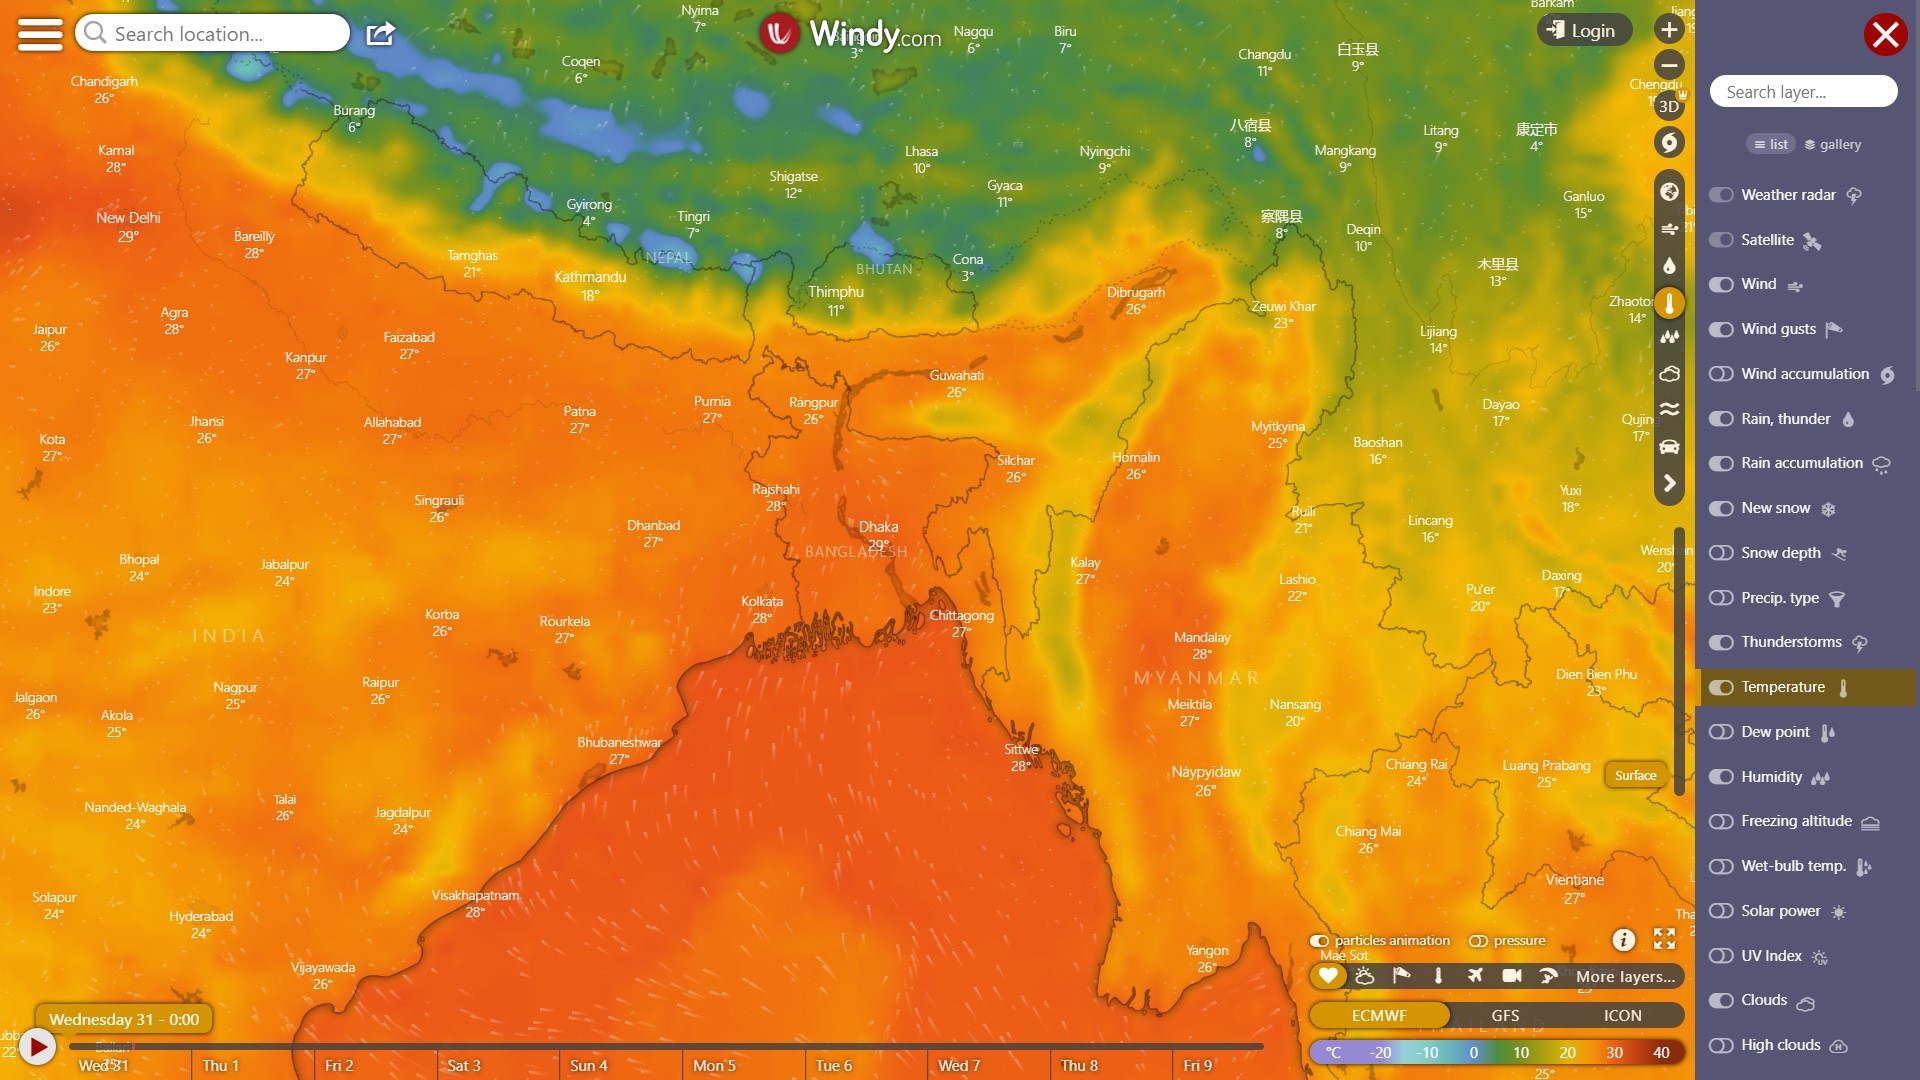 Search location...
Windy.com
Login
3D
Search layer...
list
gallery
Weather radar
Satellite
Wind
Wind gusts
Wind accumulation
Rain, thunder
Rain accumulation
New snow
Snow depth
Precip. type
Thunderstorms
Temperature
Dew point
Humidity
Freezing altitude
Wet-bulb temp.
Solar power
UV Index
Clouds
High clouds
Nyima
7°
Nagqu
6°
Biru
7°
Barkam
Changdu
11°
白玉县
9°
Coqen
6°
3°
Chandigarh
26°
Burang
6°
Chengdu
Karnal
28°
Lhasa
10°
Nyingchi
9°
八宿县
8°
Mangkang
9°
Litang
9°
康定市
4°
Shigatse
12°
Gyaca
11°
Ganluo
15°
New Delhi
29°
Bareilly
28°
Gyirong
4°
Tingri
7°
察隅县
8°
Deqin
10°
Tamghas
21°
Kathmandu
18°
NEPAL
BHUTAN
Cona
3°
木里县
13°
Thimphu
11°
Dibrugarh
26°
Zeuwi Khar
23°
Zhaoto
14°
Agra
28°
Jaipur
26°
Faizabad
27°
Kanpur
27°
Lijiang
14°
Guwahati
26°
Jhansi
26°
Allahabad
27°
Patna
27°
Purnia
27°
Rangpur
26°
Dayao
17°
Qujing
17°
Kota
27°
Myitkyina
25°
Baoshan
16°
Silchar
26°
Homalin
26°
Singrauli
26°
Rajshahi
28°
Yuxi
18°
Dhanbad
27°
Dhaka
29°
BANGLADESH
Ruili
21°
Lincang
16°
Wenshan
20°
Bhopal
24°
Jabalpur
24°
Kalay
27°
Lashio
22°
Daxing
17°
Pu'er
20°
Indore
23°
Korba
26°
Rourkela
27°
Kolkata
28°
Chittagong
27°
INDIA
Mandalay
28°
MYANMAR
Dien Bien Phu
23°
Jalgaon
26°
Akola
25°
Nagpur
25°
Raipur
26°
Meiktila
27°
Nansang
20°
Bhubaneshwar
27°
Sittwe
28°
Naypyidaw
26°
Chiang Rai
24°
Luang Prabang
25°
Surface
Nanded-Waghala
24°
Talai
26°
Jagdalpur
24°
Chiang Mai
26°
Solapur
24°
Hyderabad
24°
Visakhapatnam
28°
Vientiane
27°
Vijayawada
26°
Yangon
26°
particles animation
pressure
Mae Sot
More layers...
ECMWF
GFS
ICON
THAILAND
°C -20 -10 0 10 20 30 40
25°
Wednesday 31 - 0:00
22°
Wed 31
Thu 1
Fri 2
Sat 3
Sun 4
Mon 5
Tue 6
Wed 7
Thu 8
Fri 9